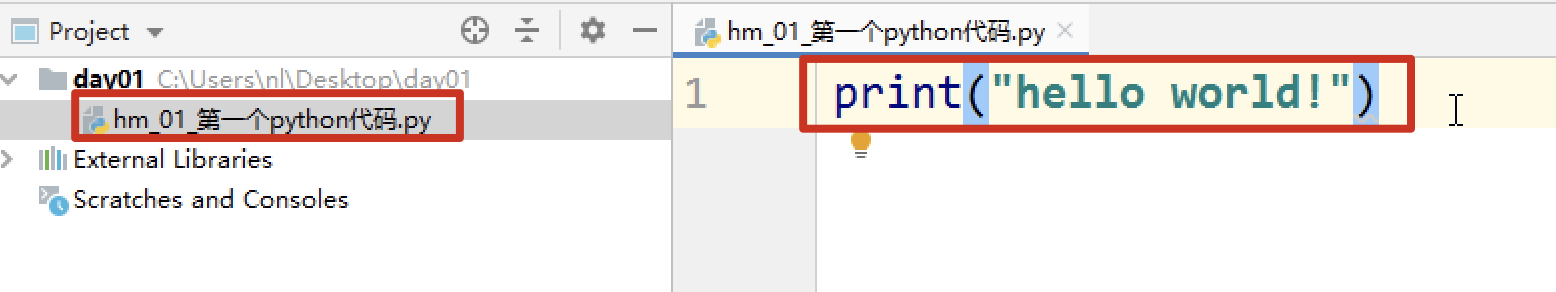 Project
day01 C:\Users\nl\Desktop\day01
hm_01_第一个python代码.py
External Libraries
Scratches and Consoles
hm_01_第一个python代码.py
1 print("hello world!")